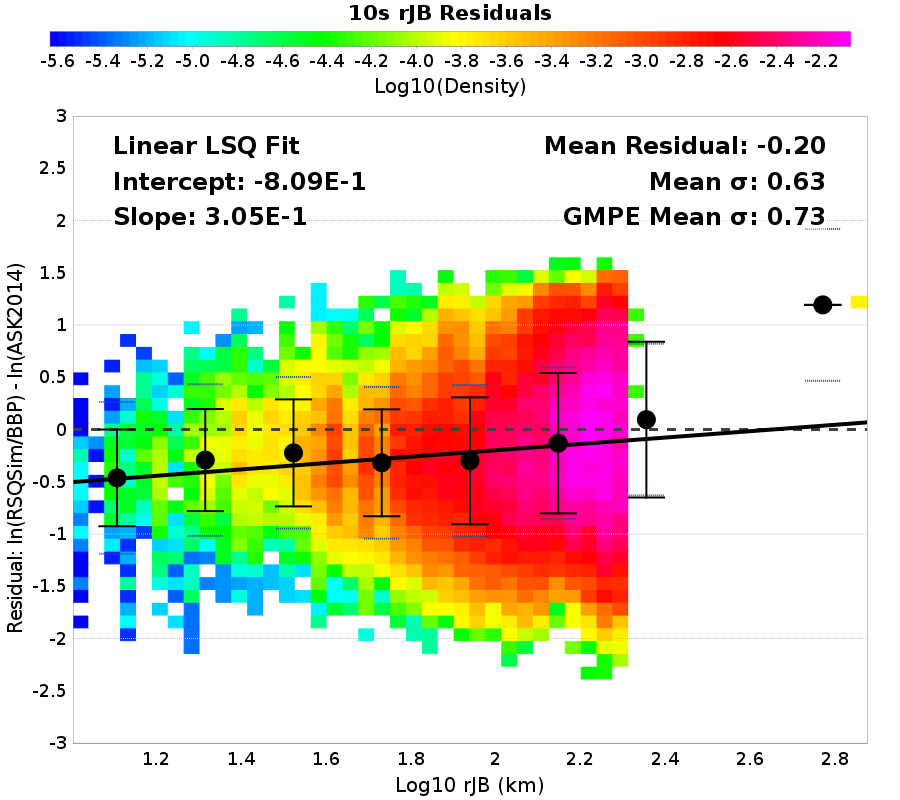 10s rJB Residuals
-5.6 -5.4 -5.2 -5.0 -4.8 -4.6 -4.4 -4.2 -4.0 -3.8 -3.6 -3.4 -3.2 -3.0 -2.8 -2.6 -2.4 -2.2
Log10(Density)
Linear LSQ Fit
Intercept: -8.09E-1
Slope: 3.05E-1
Mean Residual: -0.20
Mean σ: 0.63
GMPE Mean σ: 0.73
Residual: ln(RSQSim/BBP) - ln(ASK2014)
3
2.5
2
1.5
1
0.5
0
-0.5
-1
-1.5
-2
-2.5
-3
1.2 1.4 1.6 1.8 2 2.2 2.4 2.6 2.8
Log10 rJB (km)